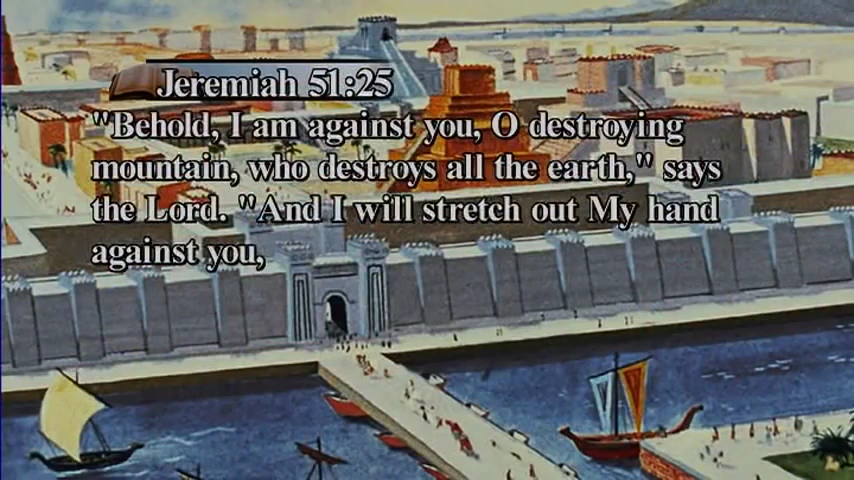 Jeremiah 51:25
"Behold, I am against you, O destroying
mountain, who destroys all the earth," says
the Lord. "And I will stretch out My hand
against you,